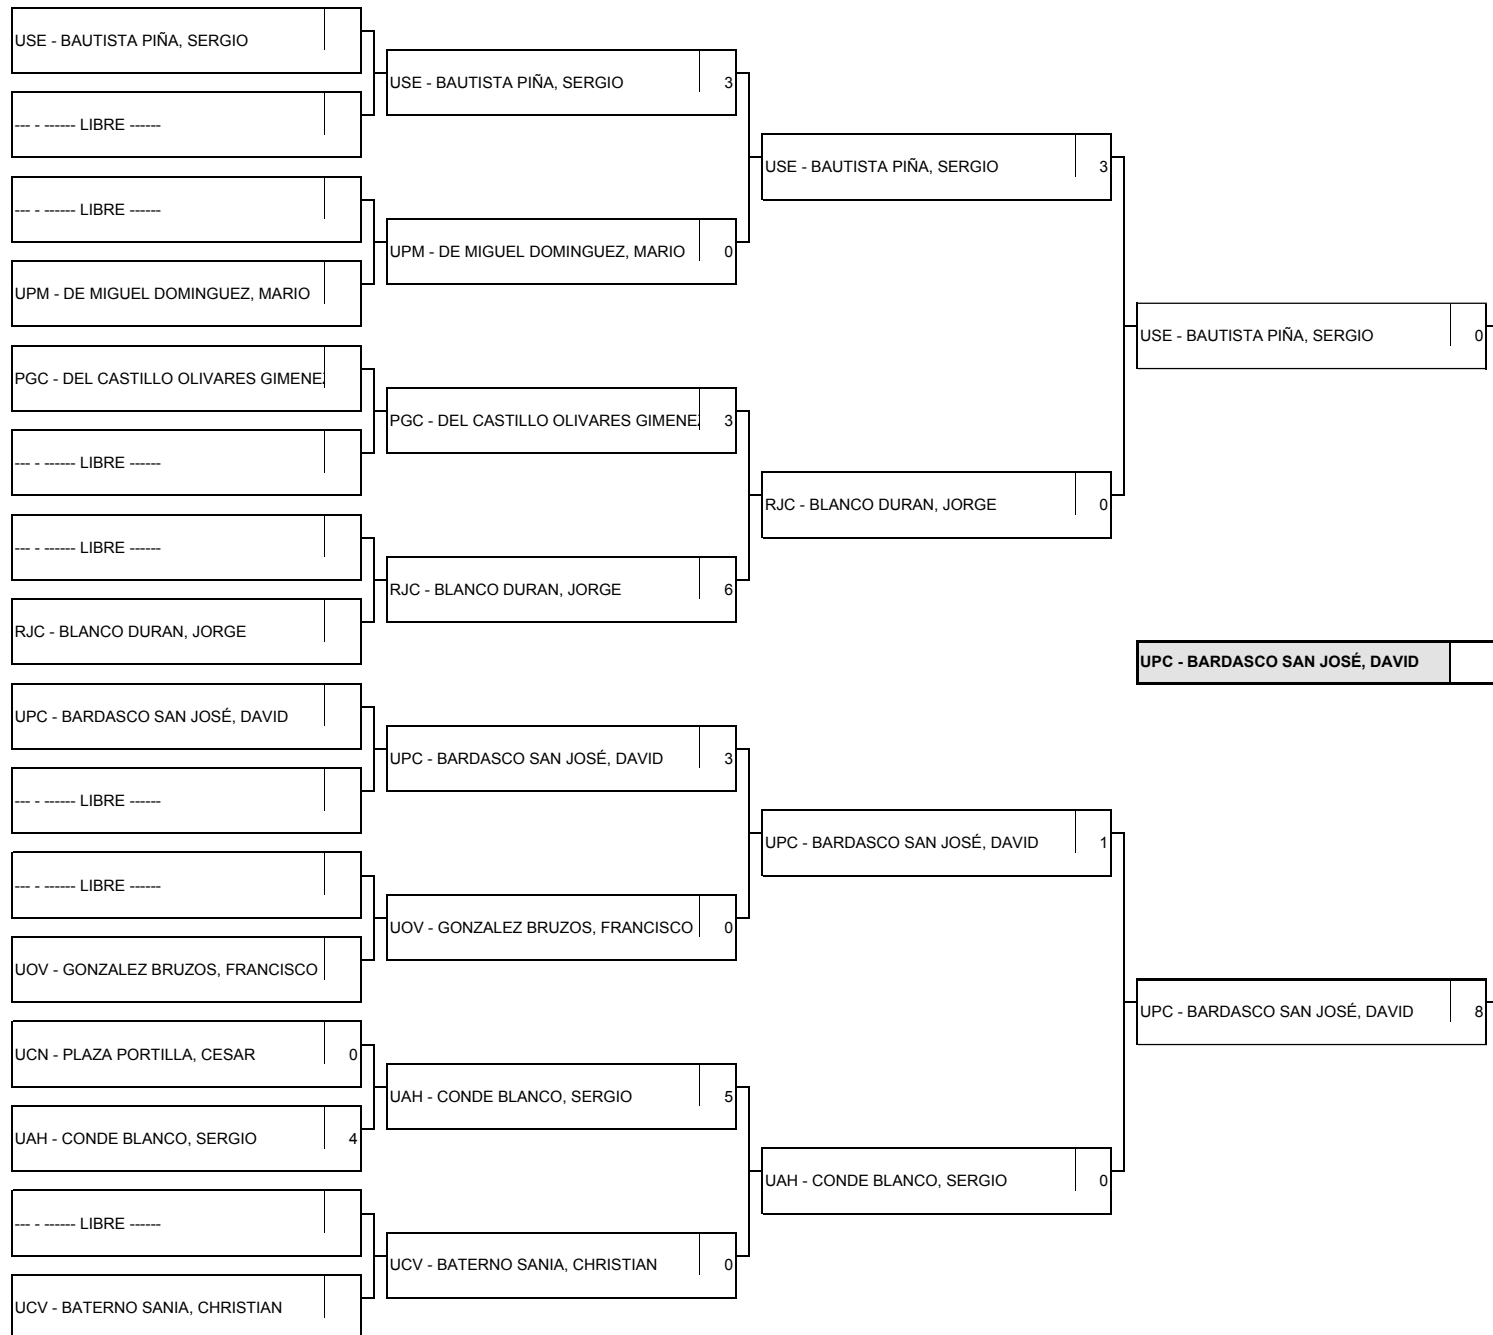 USE - BAUTISTA PIÑA, SERGIO
--- - ------ LIBRE ------
--- - ------ LIBRE ------
UPM - DE MIGUEL DOMINGUEZ, MARIO
PGC - DEL CASTILLO OLIVARES GIMENEZ
--- - ------ LIBRE ------
--- - ------ LIBRE ------
RJC - BLANCO DURAN, JORGE
UPC - BARDASCO SAN JOSÉ, DAVID
--- - ------ LIBRE ------
--- - ------ LIBRE ------
UOV - GONZALEZ BRUZOS, FRANCISCO
UCN - PLAZA PORTILLA, CESAR 0
UAH - CONDE BLANCO, SERGIO 4
--- - ------ LIBRE ------
UCV - BATERNO SANIA, CHRISTIAN
USE - BAUTISTA PIÑA, SERGIO 3
UPM - DE MIGUEL DOMINGUEZ, MARIO 0
PGC - DEL CASTILLO OLIVARES GIMENEZ 3
RJC - BLANCO DURAN, JORGE 6
UPC - BARDASCO SAN JOSÉ, DAVID 3
UOV - GONZALEZ BRUZOS, FRANCISCO 0
UAH - CONDE BLANCO, SERGIO 5
UCV - BATERNO SANIA, CHRISTIAN 0
USE - BAUTISTA PIÑA, SERGIO 3
RJC - BLANCO DURAN, JORGE 0
UPC - BARDASCO SAN JOSÉ, DAVID 1
UAH - CONDE BLANCO, SERGIO 0
USE - BAUTISTA PIÑA, SERGIO 0
UPC - BARDASCO SAN JOSÉ, DAVID
UPC - BARDASCO SAN JOSÉ, DAVID 8